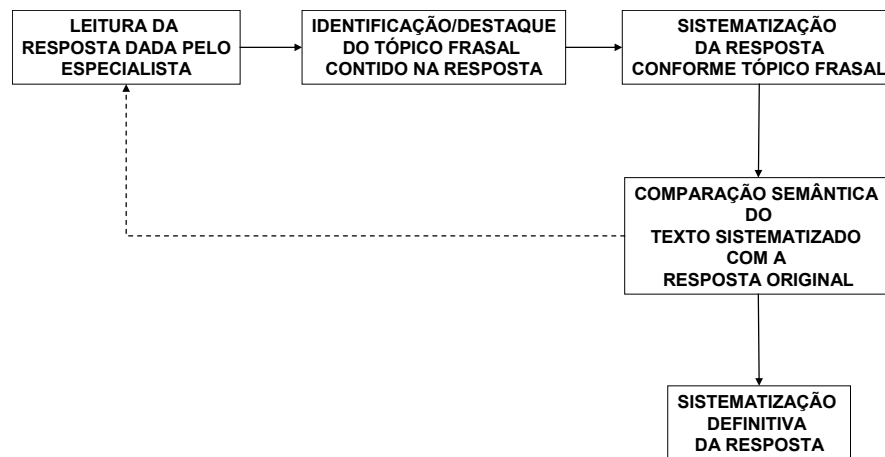 LEITURA DA
RESPOSTA DADA PELO
ESPECIALISTA
IDENTIFICAÇÃO/DESTAQUE
DO TÓPICO FRASAL
CONTIDO NA RESPOSTA
SISTEMATIZAÇÃO
DA RESPOSTA
CONFORME TÓPICO FRASAL
COMPARAÇÃO SEMÂNTICA
DO
TEXTO SISTEMATIZADO
COM A
RESPOSTA ORIGINAL
SISTEMATIZAÇÃO
DEFINITIVA
DA RESPOSTA